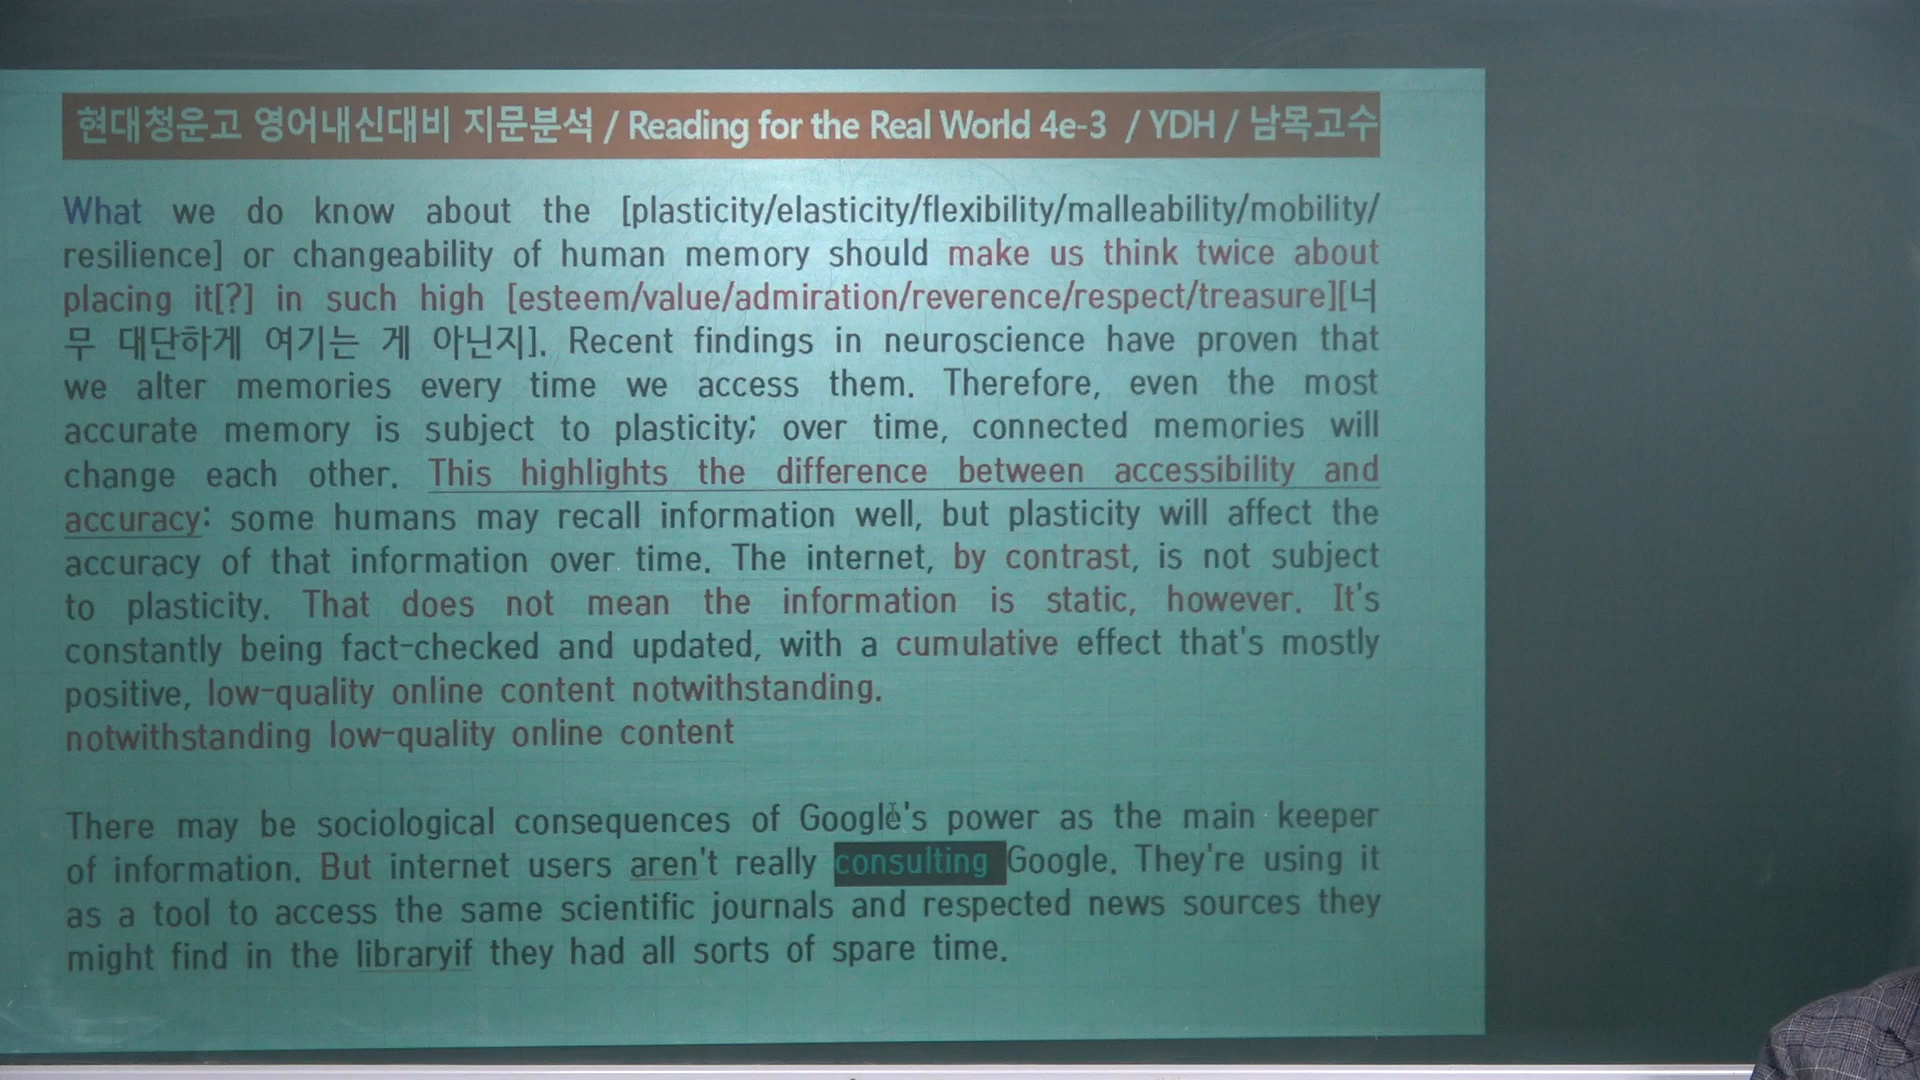 현대청운고 영어내신대비 지문분석 / Reading for the Real World 4e-3 / YDH / 남목고수
What we do know about the [plasticity/elasticity/flexibility/malleability/mobility/
resilience] or changeability of human memory should make us think twice about
placing it[?] in such high [esteem/value/admiration/reverence/respect/treasure][너
무 대단하게 여기는 게 아닌지]. Recent findings in neuroscience have proven that
we alter memories every time we access them. Therefore, even the most
accurate memory is subject to plasticity; over time, connected memories will
change each other. This highlights the difference between accessibility and
accuracy: some humans may recall information well, but plasticity will affect the
accuracy of that information over time. The internet, by contrast, is not subject
to plasticity. That does not mean the information is static, however. It's
constantly being fact-checked and updated, with a cumulative effect that's mostly
positive, low-quality online content notwithstanding.
notwithstanding low-quality online content
There may be sociological consequences of Google's power as the main keeper
of information. But internet users aren't really consulting Google. They're using it
as a tool to access the same scientific journals and respected news sources they
might find in the libraryif they had all sorts of spare time.